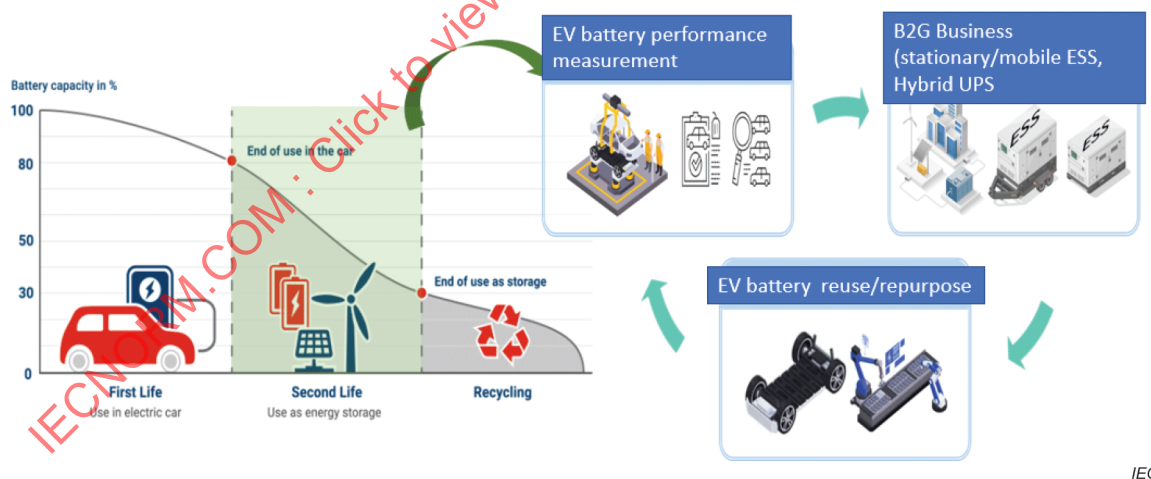 Battery capacity in %
100
80
50
30
0
End of use in the car
End of use as storage
First Life
Use in electric car
Second Life
Use as energy storage
Recycling
EV battery performance
measurement
B2G Business
(stationary/mobile ESS,
Hybrid UPS
ESS
ESS
EV battery reuse/repurpose
IECNORM.COM : Click to view